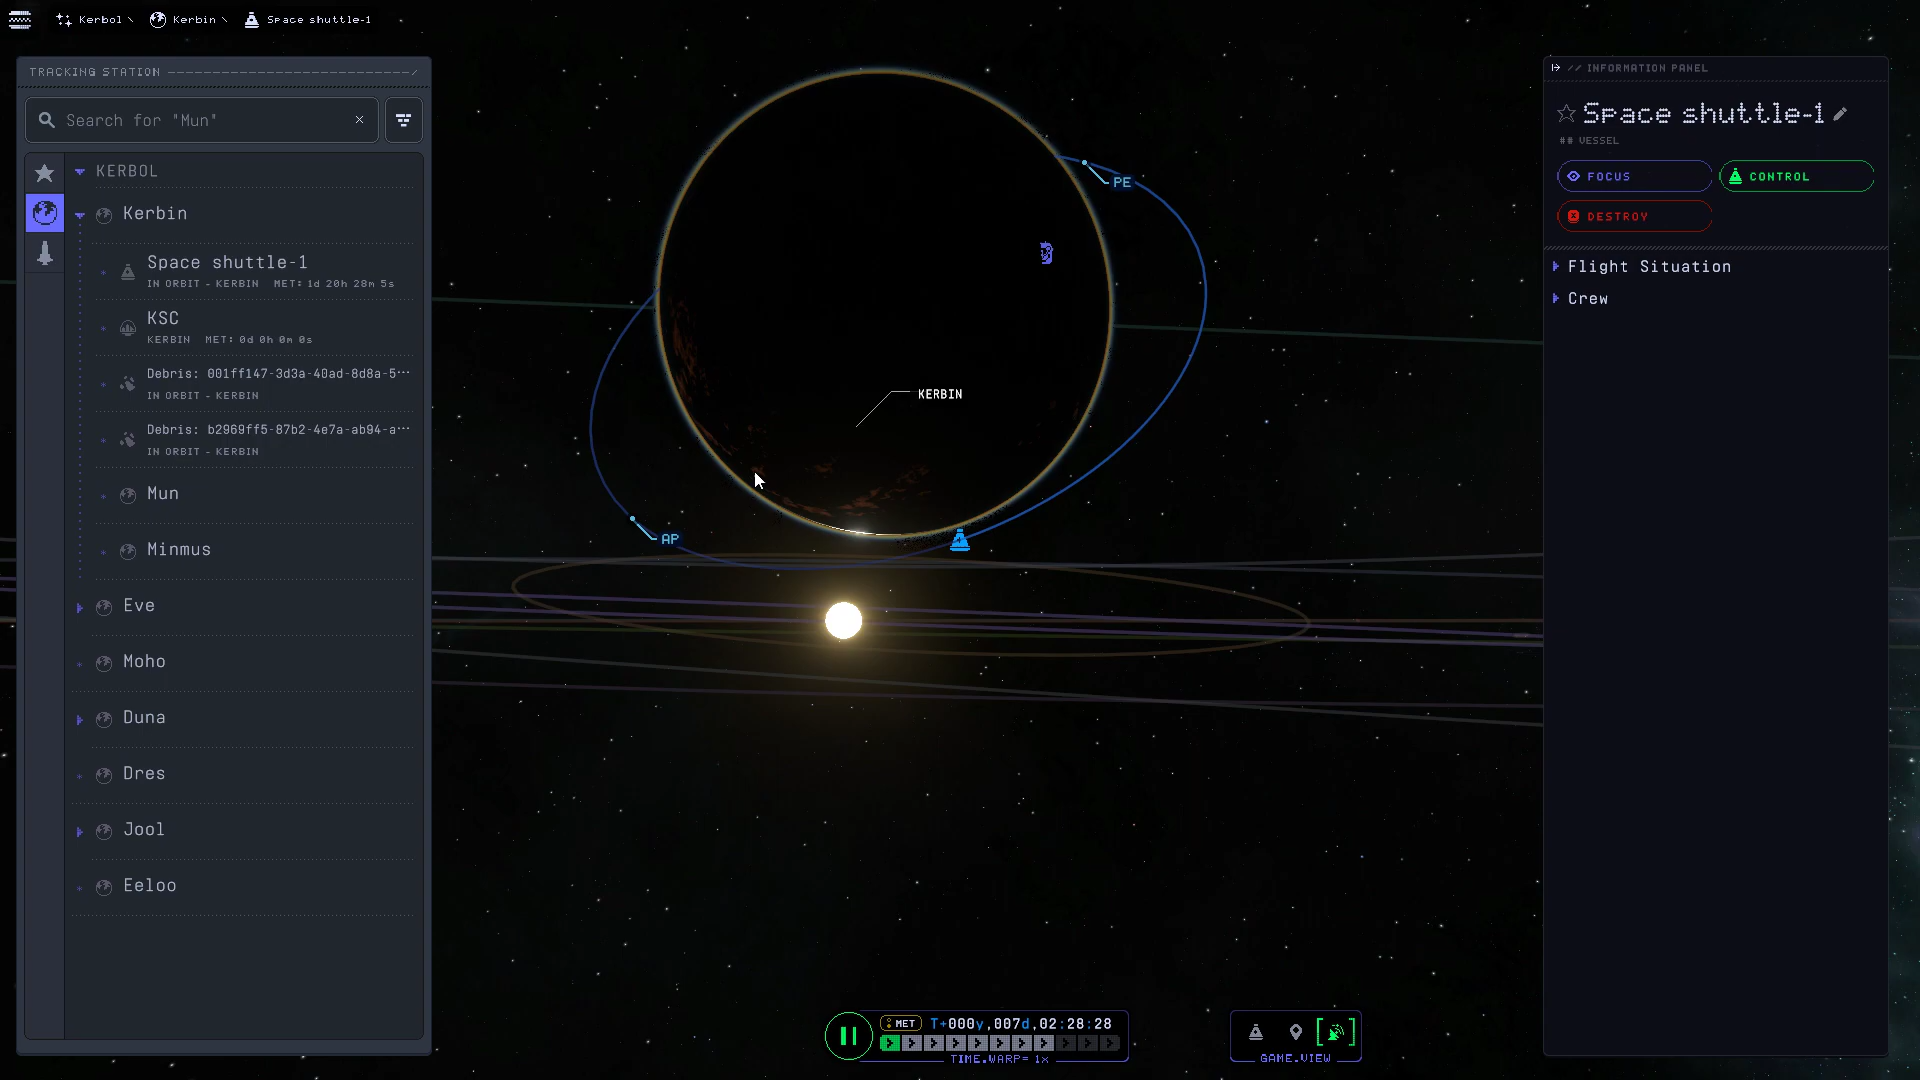 Kerbol \ Kerbin \ Space shuttle-1
TRACKING STATION
Search for "Mun"
KERBOL
Kerbin
Space shuttle-1
IN ORBIT - KERBIN MET: 1d 20h 28m 5s
KSC
KERBIN MET: 0d 0h 0m 0s
Debris: 001ff147-3d3a-40ad-8d8a-5...
IN ORBIT - KERBIN
Debris: b2969ff5-87b2-4e7a-ab94-a...
IN ORBIT - KERBIN
Mun
Minmus
Eve
Moho
Duna
Dres
Jool
Eeloo
PE
KERBIN
AP
MET T+000y,007d,02:28:28
TIME.WARP= 1x
GAME.VIEW
// INFORMATION PANEL
Space shuttle-1
## VESSEL
FOCUS
CONTROL
DESTROY
Flight Situation
Crew